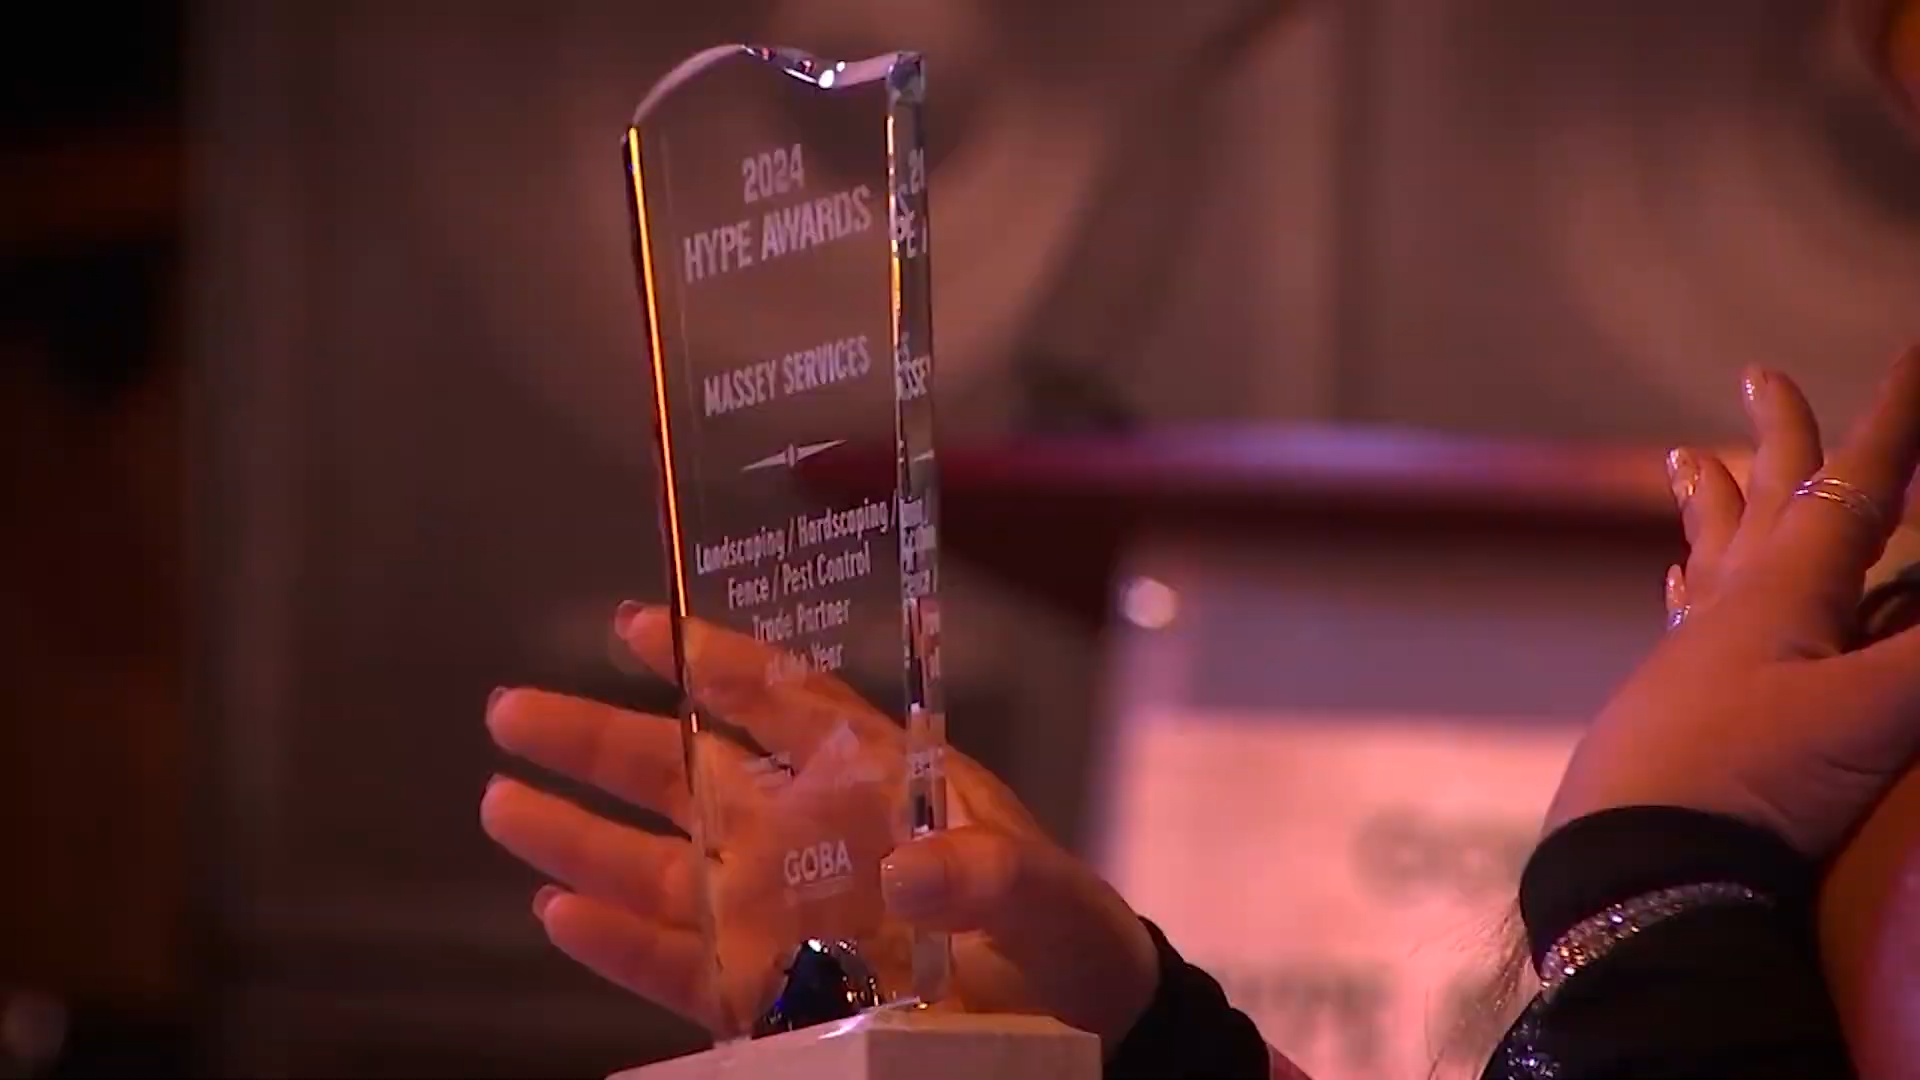 2024
HYPE AWARDS
MASSEY SERVICES
Landscaping / Hardscaping /
Fence / Pest Control
Trade Partner
of the Year
GOBA